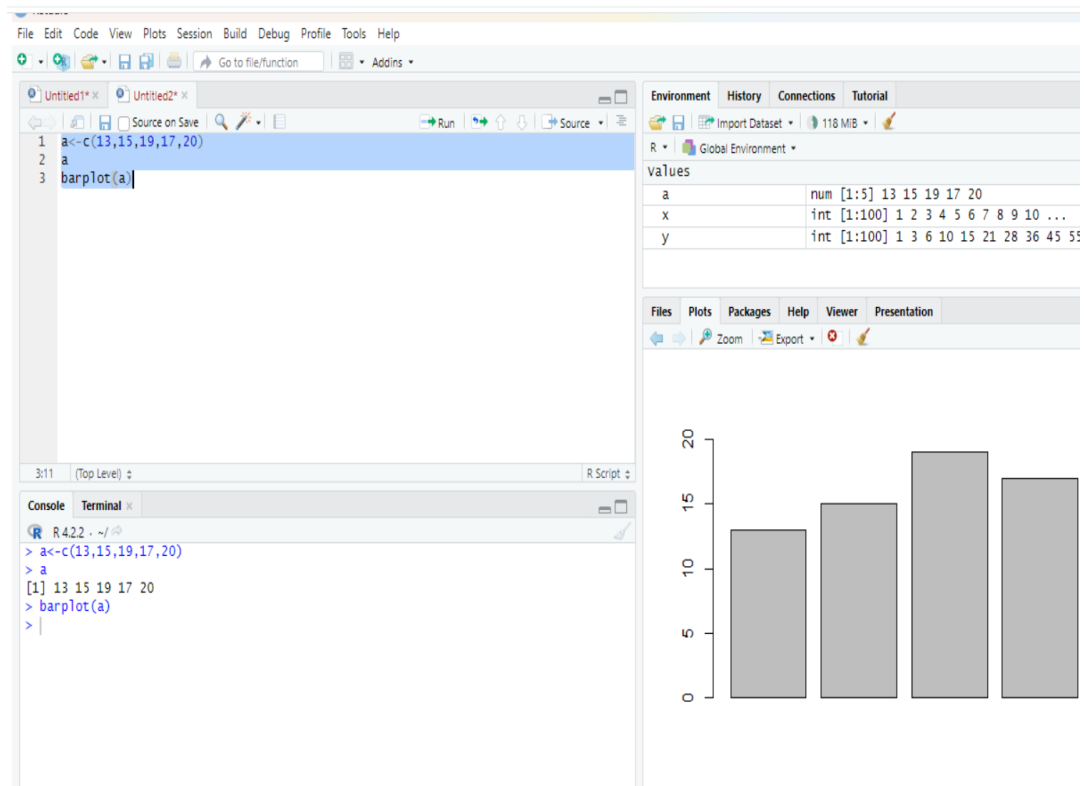 File Edit Code View Plots Session Build Debug Profile Tools Help
Go to file/function Addins
Untitled1* × Untitled2* ×
Source on Save Run Source
1 a<-c(13,15,19,17,20)
2 a
3 barplot(a)
3:11 (Top Level) R Script
Console Terminal ×
R 4.2.2 . ~/
> a<-c(13,15,19,17,20)
> a
[1] 13 15 19 17 20
> barplot(a)
>
Environment History Connections Tutorial
Import Dataset 118 MiB
R Global Environment
Values
a num [1:5] 13 15 19 17 20
x int [1:100] 1 2 3 4 5 6 7 8 9 10 ...
y int [1:100] 1 3 6 10 15 21 28 36 45 55
Files Plots Packages Help Viewer Presentation
Zoom Export
20
15
10
5
0